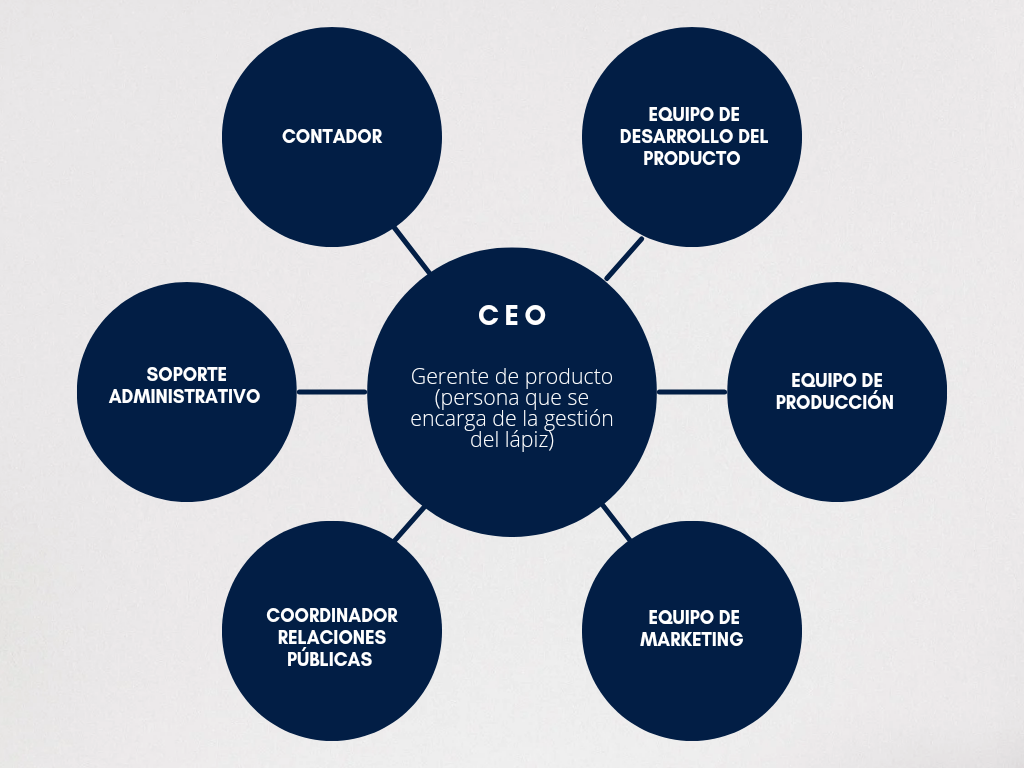 CONTADOR
EQUIPO DE
DESARROLLO DEL
PRODUCTO
SOPORTE
ADMINISTRATIVO
CEO
Gerente de producto
(persona que se
encarga de la gestión
del lápiz)
EQUIPO DE
PRODUCCIÓN
COORDINADOR
RELACIONES
PÚBLICAS
EQUIPO DE
MARKETING